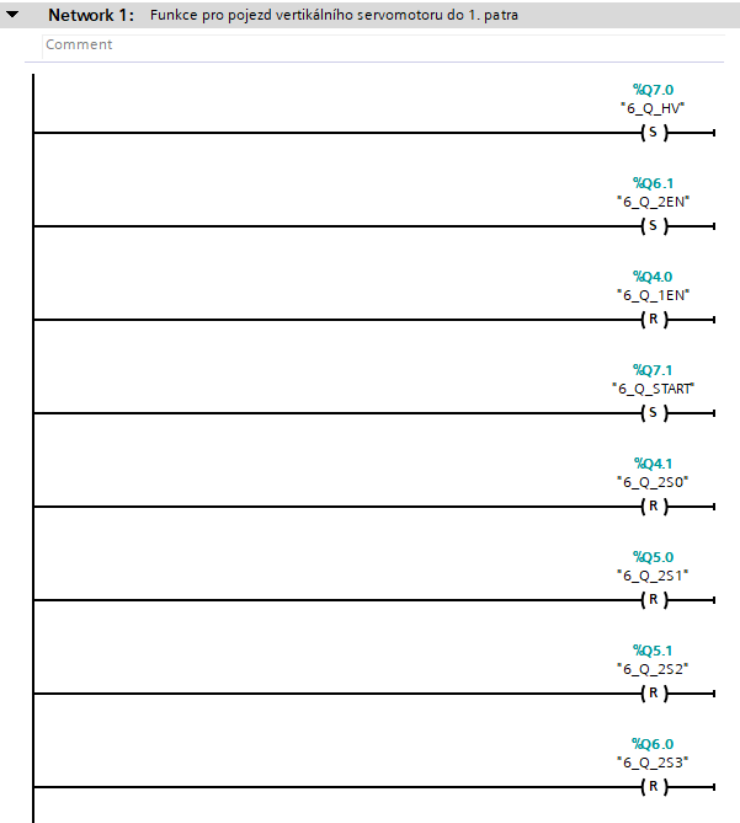 Network 1: Funkce pro pojezd vertikálního servomotoru do 1. patra
Comment
%Q7.0
"6_Q_HV"
S
%Q6.1
"6_Q_2EN"
S
%Q4.0
"6_Q_1EN"
R
%Q7.1
"6_Q_START"
S
%Q4.1
"6_Q_2S0"
R
%Q5.0
"6_Q_2S1"
R
%Q5.1
"6_Q_2S2"
R
%Q6.0
"6_Q_2S3"
R